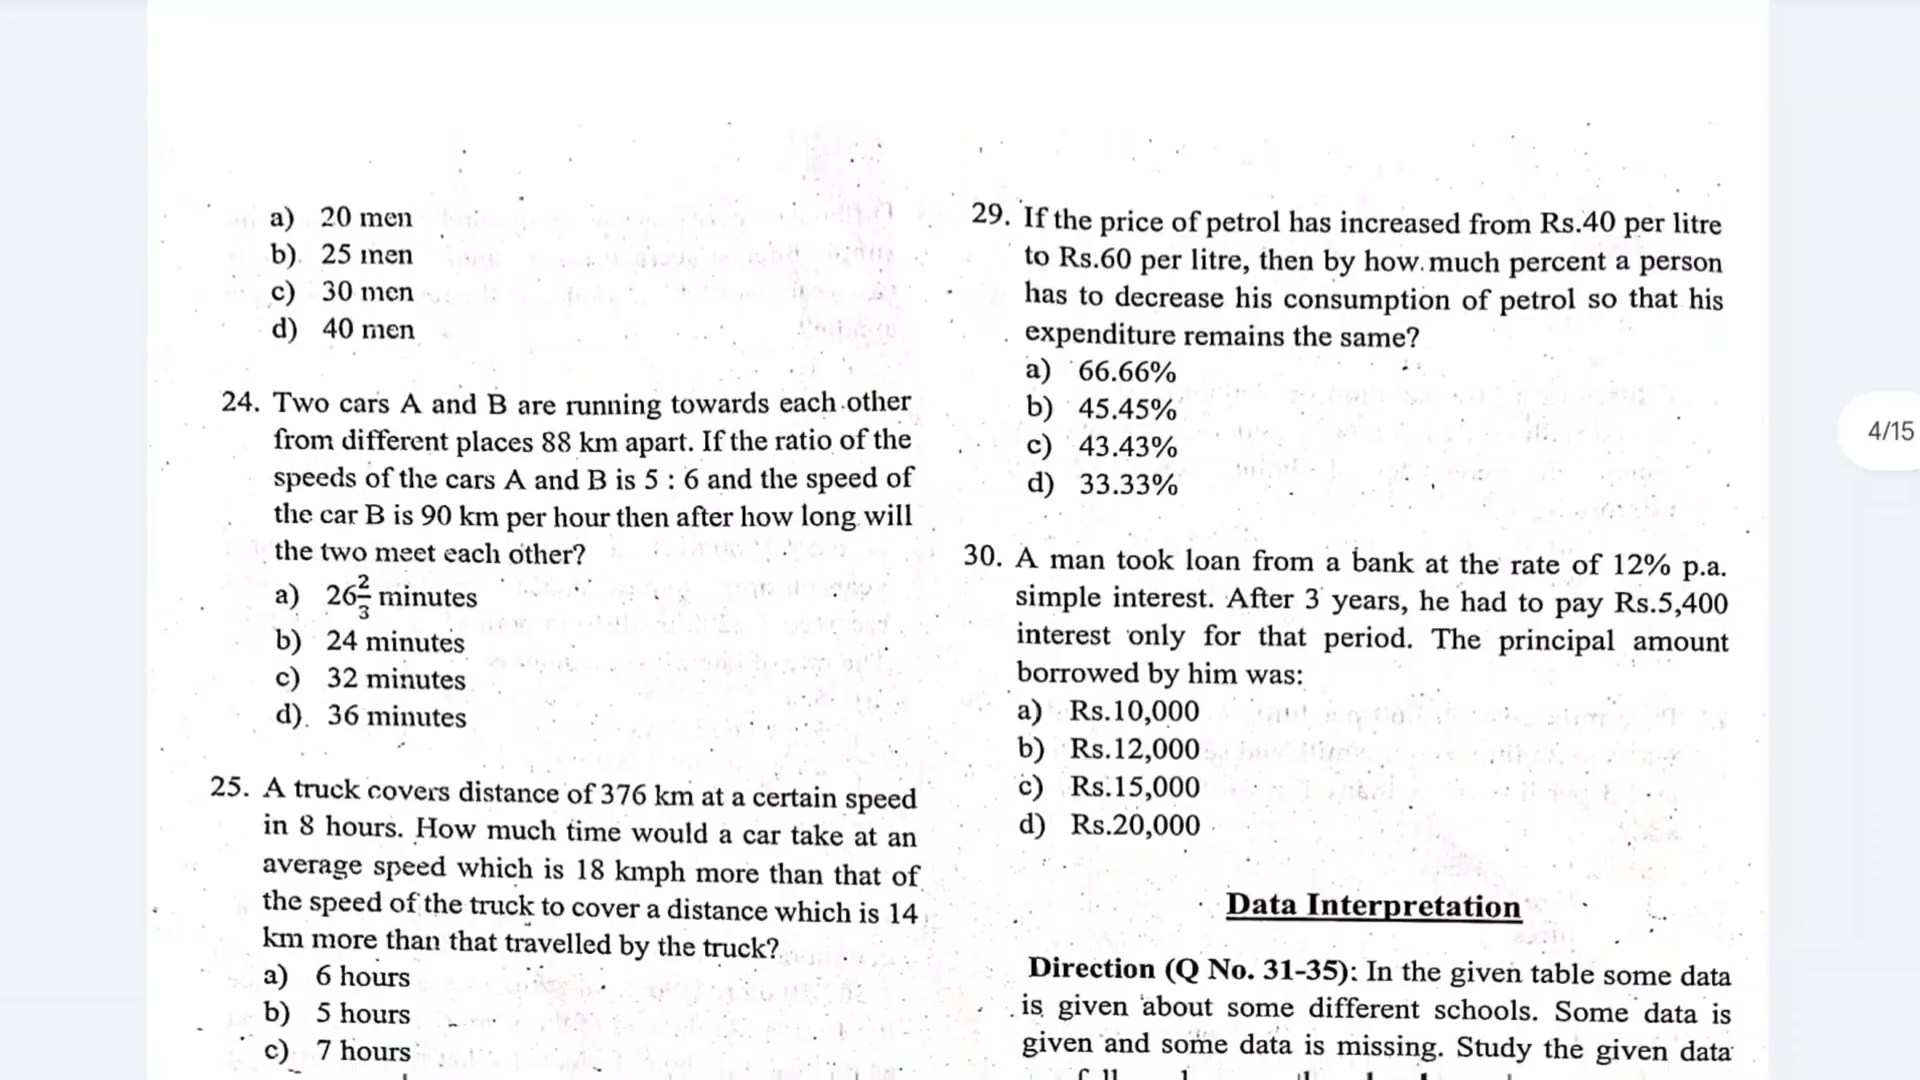 a) 20 men
b). 25 men
c) 30 men
d) 40 men
24. Two cars A and B are running towards each other
from different places 88 km apart. If the ratio of the
speeds of the cars A and B is 5 : 6 and the speed of
the car B is 90 km per hour then after how long will
the two meet each other?
a) 26 2/3 minutes
b) 24 minutes
c) 32 minutes
d). 36 minutes
25. A truck covers distance of 376 km at a certain speed
in 8 hours. How much time would a car take at an
average speed which is 18 kmph more than that of
the speed of the truck to cover a distance which is 14
km more than that travelled by the truck?
a) 6 hours
b) 5 hours
c) 7 hours
29. If the price of petrol has increased from Rs.40 per litre
to Rs.60 per litre, then by how much percent a person
has to decrease his consumption of petrol so that his
expenditure remains the same?
a) 66.66%
b) 45.45%
c) 43.43%
d) 33.33%
30. A man took loan from a bank at the rate of 12% p.a.
simple interest. After 3 years, he had to pay Rs.5,400
interest only for that period. The principal amount
borrowed by him was:
a) Rs.10,000
b) Rs.12,000
c) Rs.15,000
d) Rs.20,000
Data Interpretation
Direction (Q No. 31-35): In the given table some data
is given about some different schools. Some data is
given and some data is missing. Study the given data
4/15